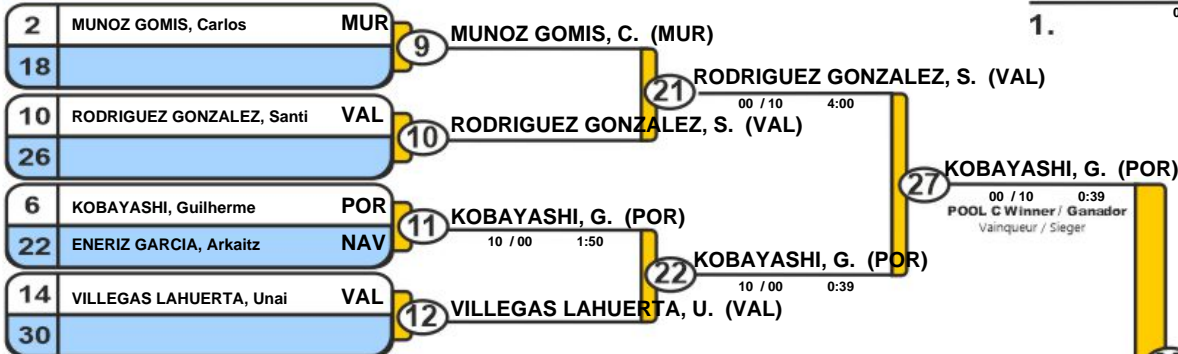 2 MUNOZ GOMIS, Carlos MUR
18
9 MUNOZ GOMIS, C. (MUR)
10 RODRIGUEZ GONZALEZ, Santi VAL
26
10 RODRIGUEZ GONZALEZ, S. (VAL)
21 RODRIGUEZ GONZALEZ, S. (VAL)
00 / 10 4:00
6 KOBAYASHI, Guilherme POR
22 ENERIZ GARCIA, Arkaitz NAV
11 KOBAYASHI, G. (POR)
10 / 00 1:50
14 VILLEGAS LAHUERTA, Unai VAL
30
12 VILLEGAS LAHUERTA, U. (VAL)
22 KOBAYASHI, G. (POR)
10 / 00 0:39
27 KOBAYASHI, G. (POR)
00 / 10 0:39
POOL C Winner / Ganador
Vainqueur / Sieger
1.